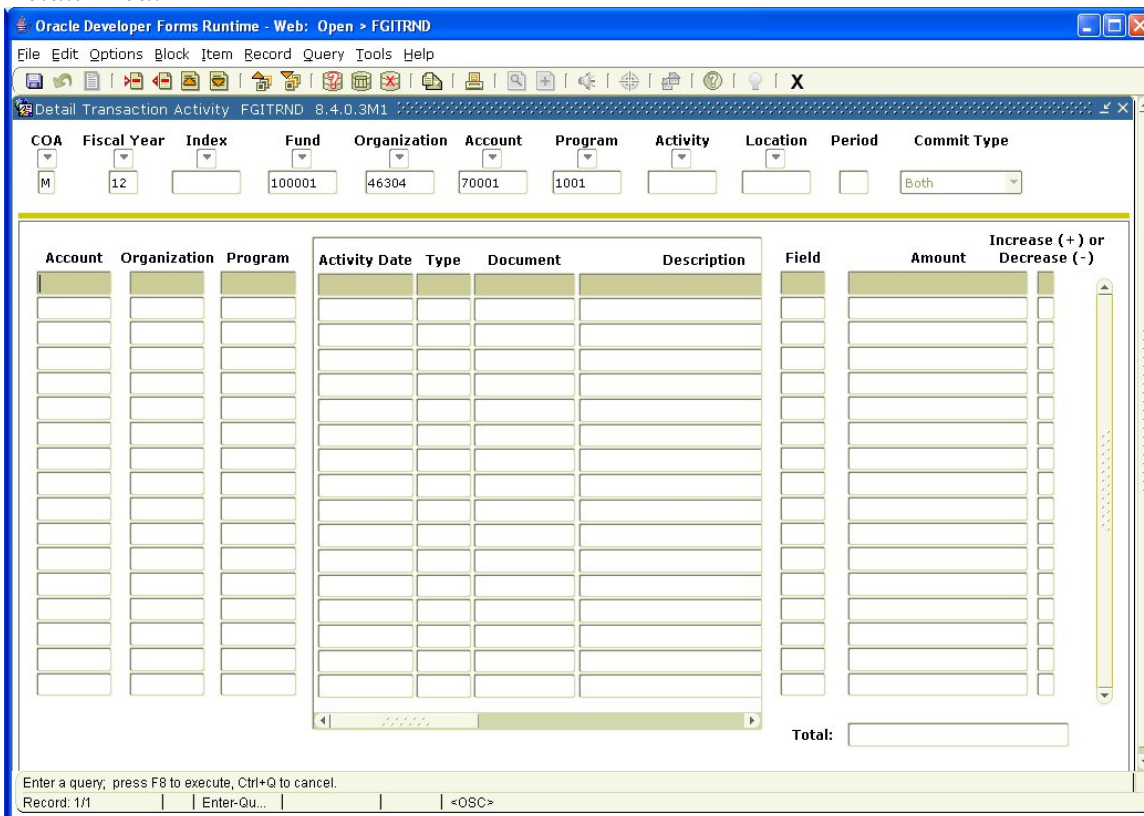 Oracle Developer Forms Runtime - Web: Open > FGITRND
File Edit Options Block Item Record Query Tools Help
X
Detail Transaction Activity FGITRND 8.4.0.3M1
COA Fiscal Year Index Fund Organization Account Program Activity Location Period Commit Type
M 12 100001 46304 70001 1001 Both
Increase (+) or
Account Organization Program Activity Date Type Document Description Field Amount Decrease (-)
Total:
Enter a query; press F8 to execute, Ctrl+Q to cancel.
Record: 1/1 Enter-Qu... <OSC>